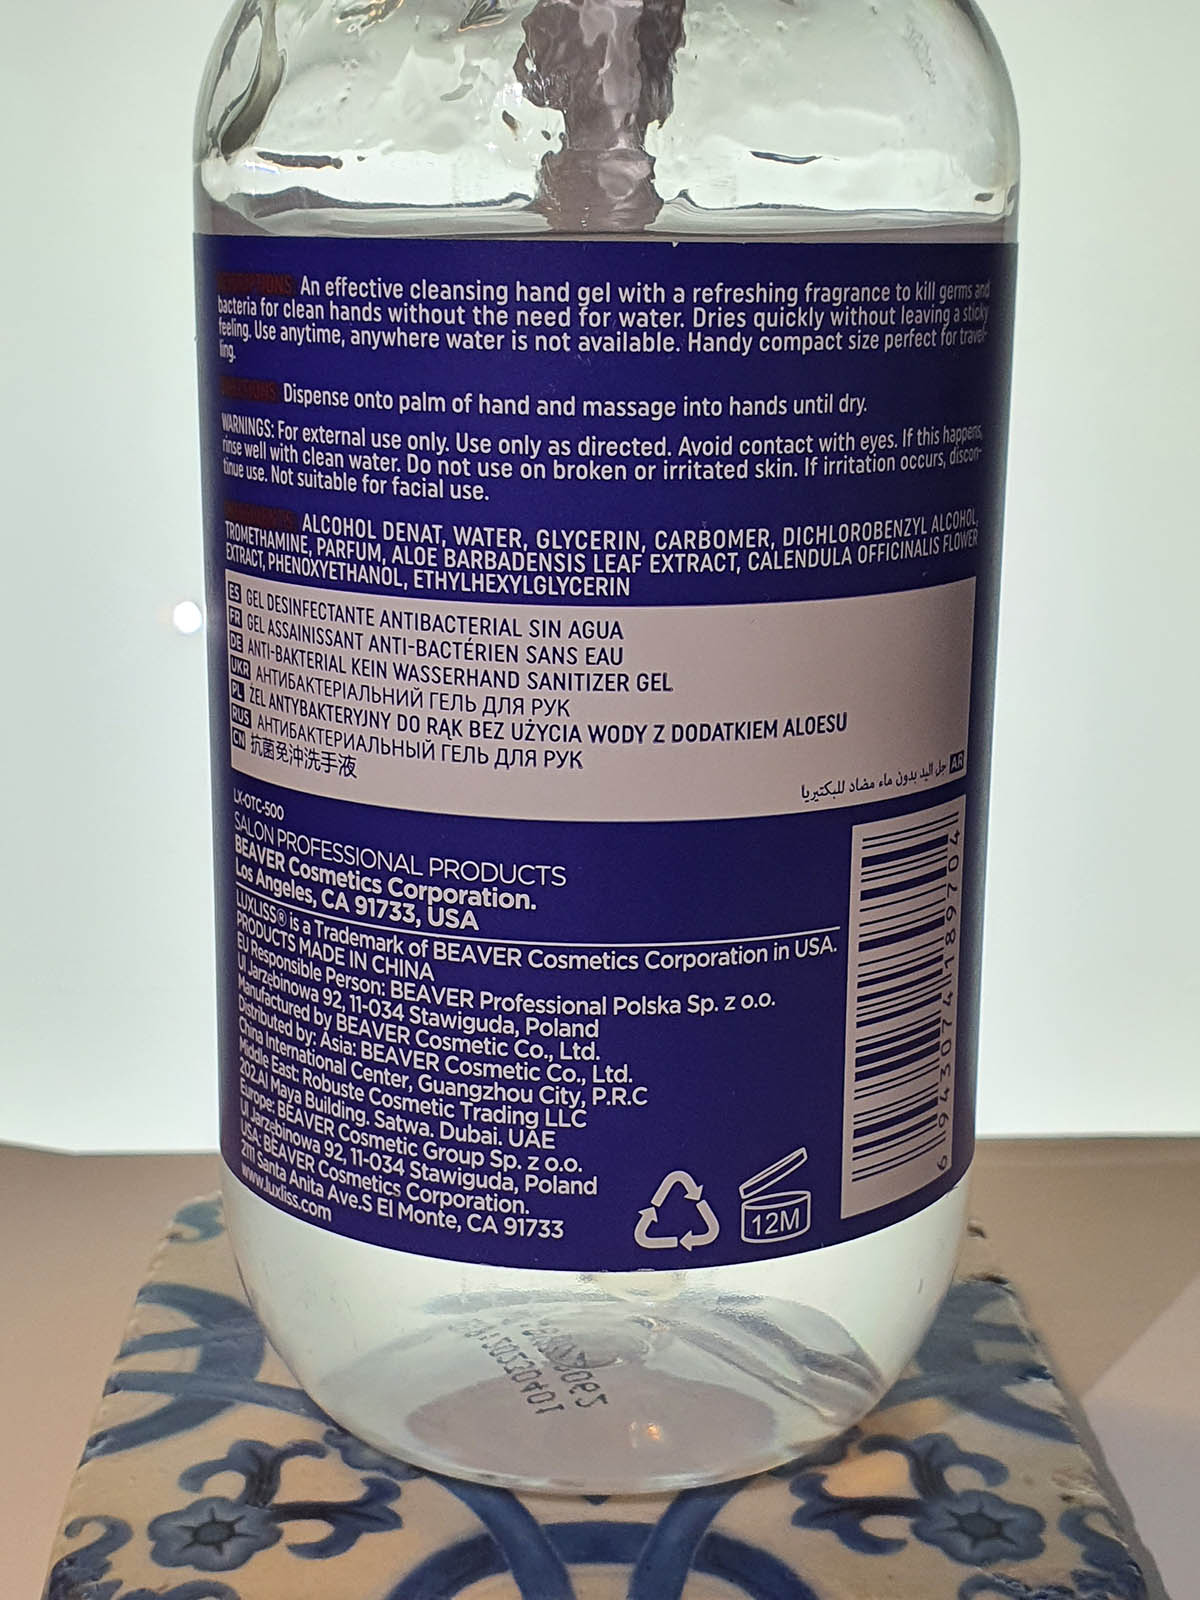 An effective cleansing hand gel with a refreshing fragrance to kill germs and
bacteria for clean hands without the need for water. Dries quickly without leaving a sticky
feeling. Use anytime, anywhere water is not available. Handy compact size perfect for travel-
ling.
Dispense onto palm of hand and massage into hands until dry.
WARNINGS: For external use only. Use only as directed. Avoid contact with eyes. If this happens,
rinse well with clean water. Do not use on broken or irritated skin. If irritation occurs, discon-
tinue use. Not suitable for facial use.
ALCOHOL DENAT, WATER, GLYCERIN, CARBOMER, DICHLOROBENZYL ALCOHOL,
TROMETHAMINE, PARFUM, ALOE BARBADENSIS LEAF EXTRACT, CALENDULA OFFICINALIS FLOWER
EXTRACT, PHENOXYETHANOL, ETHYLHEXYLGLYCERIN
ES GEL DESINFECTANTE ANTIBACTERIAL SIN AGUA
FR GEL ASSAINISSANT ANTI-BACTÉRIEN SANS EAU
DE ANTI-BAKTERIAL KEIN WASSERHAND SANITIZER GEL
UKR АНТИБАКТЕРІАЛЬНИЙ ГЕЛЬ ДЛЯ РУК
PL ŻEL ANTYBAKTERYJNY DO RĄK BEZ UŻYCIA WODY Z DODATKIEM ALOESU
RUS АНТИБАКТЕРИАЛЬНЫЙ ГЕЛЬ ДЛЯ РУК
CN 抗菌免冲洗手液
AR جل اليد بدون ماء مضاد للبكتيريا
LX-OTC-500
SALON PROFESSIONAL PRODUCTS
BEAVER Cosmetics Corporation.
Los Angeles, CA 91733, USA
LUXLISS® is a Trademark of BEAVER Cosmetics Corporation in USA.
PRODUCTS MADE IN CHINA
EU Responsible Person: BEAVER Professional Polska Sp. z o.o.
Ul Jarzębinowa 92, 11-034 Stawiguda, Poland
Manufactured by BEAVER Cosmetic Co., Ltd.
Distributed by: Asia: BEAVER Cosmetic Co., Ltd.
China International Center, Guangzhou City, P.R.C
Middle East: Robuste Cosmetic Trading LLC
202,Al Maya Building. Satwa. Dubai. UAE
Europe: BEAVER Cosmetic Group Sp. z o.o.
Ul Jarzębinowa 92, 11-034 Stawiguda, Poland
USA: BEAVER Cosmetics Corporation.
2111 Santa Anita Ave.S El Monte, CA 91733
www.luxliss.com
12M
6 943074 189704